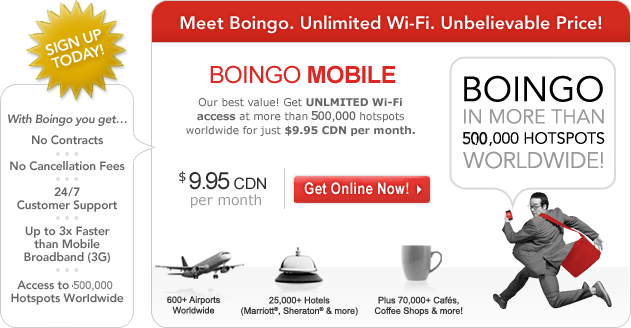 SIGN UP
TODAY!
With Boingo you get...
No Contracts
No Cancellation Fees
24/7
Customer Support
Up to 3x Faster
than Mobile
Broadband (3G)
Access to 500,000
Hotspots Worldwide
Meet Boingo. Unlimited Wi-Fi. Unbelievable Price!
BOINGO MOBILE
Our best value! Get UNLMITED Wi-Fi
access at more than 500,000 hotspots
worldwide for just $9.95 CDN per month.
$9.95 CDN
per month
Get Online Now!
BOINGO
IN MORE THAN
500,000 HOTSPOTS
WORLDWIDE!
600+ Airports
Worldwide
25,000+ Hotels
(Marriott®, Sheraton® & more)
Plus 70,000+ Cafés,
Coffee Shops & more!